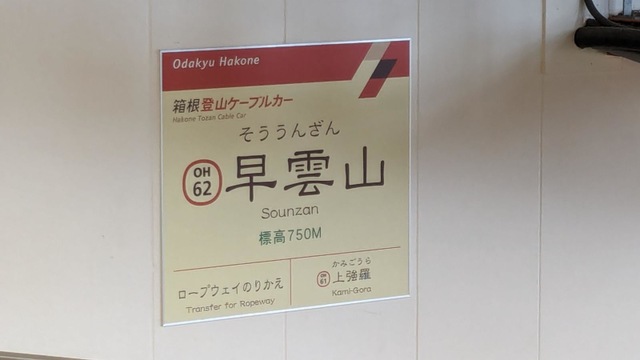 Odakyu Hakone
箱根登山ケーブルカー
Hakone Tozan Cable Car
そううんざん
OH
62
早雲山
Sounzan
標高750M
ロープウェイのりかえ
Transfer for Ropeway
かみごうら
OH
61
上強羅
Kami-Gora